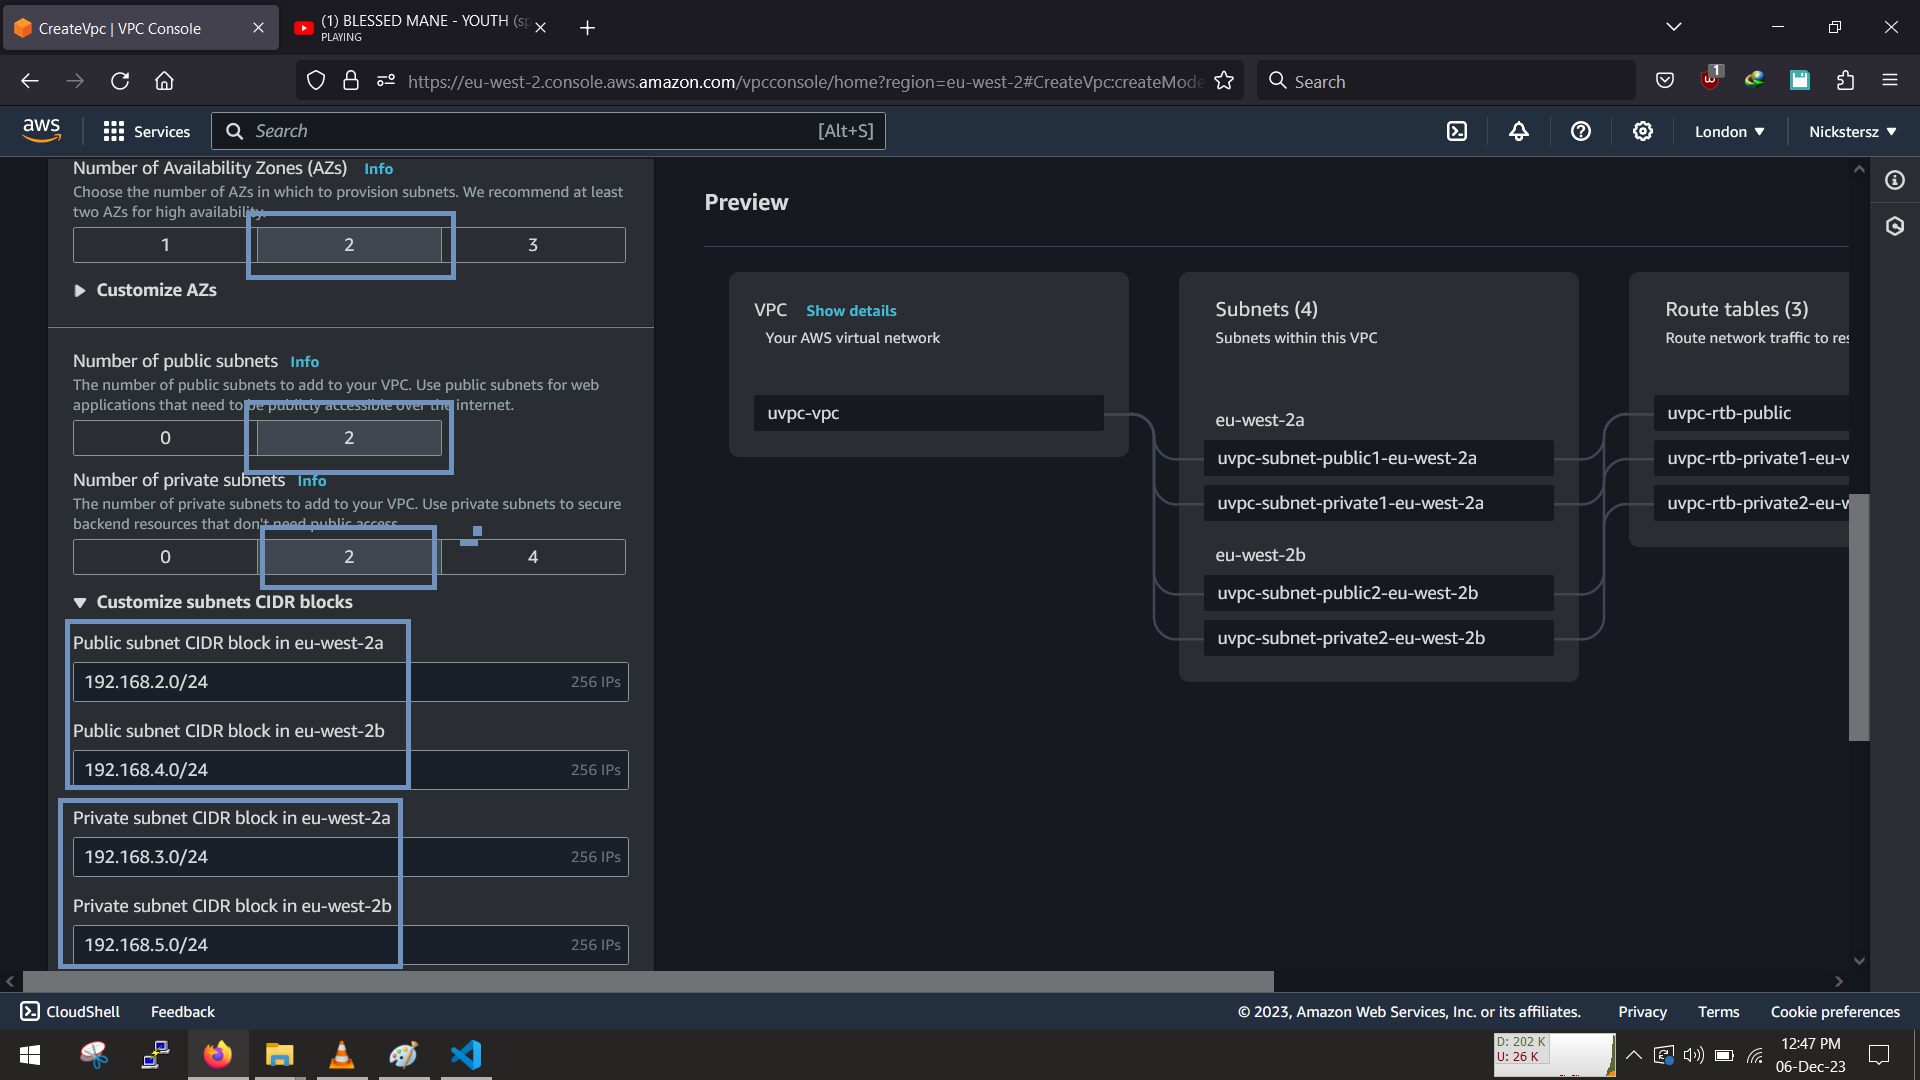 CreateVpc | VPC Console
(1) BLESSED MANE - YOUTH (sp
PLAYING
https://eu-west-2.console.aws.amazon.com/vpcconsole/home?region=eu-west-2#CreateVpc:createMode
Search
1
aws
Services
Search
[Alt+S]
London
Nickstersz
Number of Availability Zones (AZs) Info
Choose the number of AZs in which to provision subnets. We recommend at least
two AZs for high availability.
1 2 3
Customize AZs
Number of public subnets Info
The number of public subnets to add to your VPC. Use public subnets for web
applications that need to be publicly accessible over the internet.
0 2
Number of private subnets Info
The number of private subnets to add to your VPC. Use private subnets to secure
backend resources that don't need public access.
0 2 4
Customize subnets CIDR blocks
Public subnet CIDR block in eu-west-2a
192.168.2.0/24 256 IPs
Public subnet CIDR block in eu-west-2b
192.168.4.0/24 256 IPs
Private subnet CIDR block in eu-west-2a
192.168.3.0/24 256 IPs
Private subnet CIDR block in eu-west-2b
192.168.5.0/24 256 IPs
Preview
VPC Show details
Your AWS virtual network
uvpc-vpc
Subnets (4)
Subnets within this VPC
eu-west-2a
uvpc-subnet-public1-eu-west-2a
uvpc-subnet-private1-eu-west-2a
eu-west-2b
uvpc-subnet-public2-eu-west-2b
uvpc-subnet-private2-eu-west-2b
Route tables (3)
Route network traffic to res
uvpc-rtb-public
uvpc-rtb-private1-eu-w
uvpc-rtb-private2-eu-w
CloudShell
Feedback
© 2023, Amazon Web Services, Inc. or its affiliates.
Privacy
Terms
Cookie preferences
D: 202 K
U: 26 K
12:47 PM
06-Dec-23